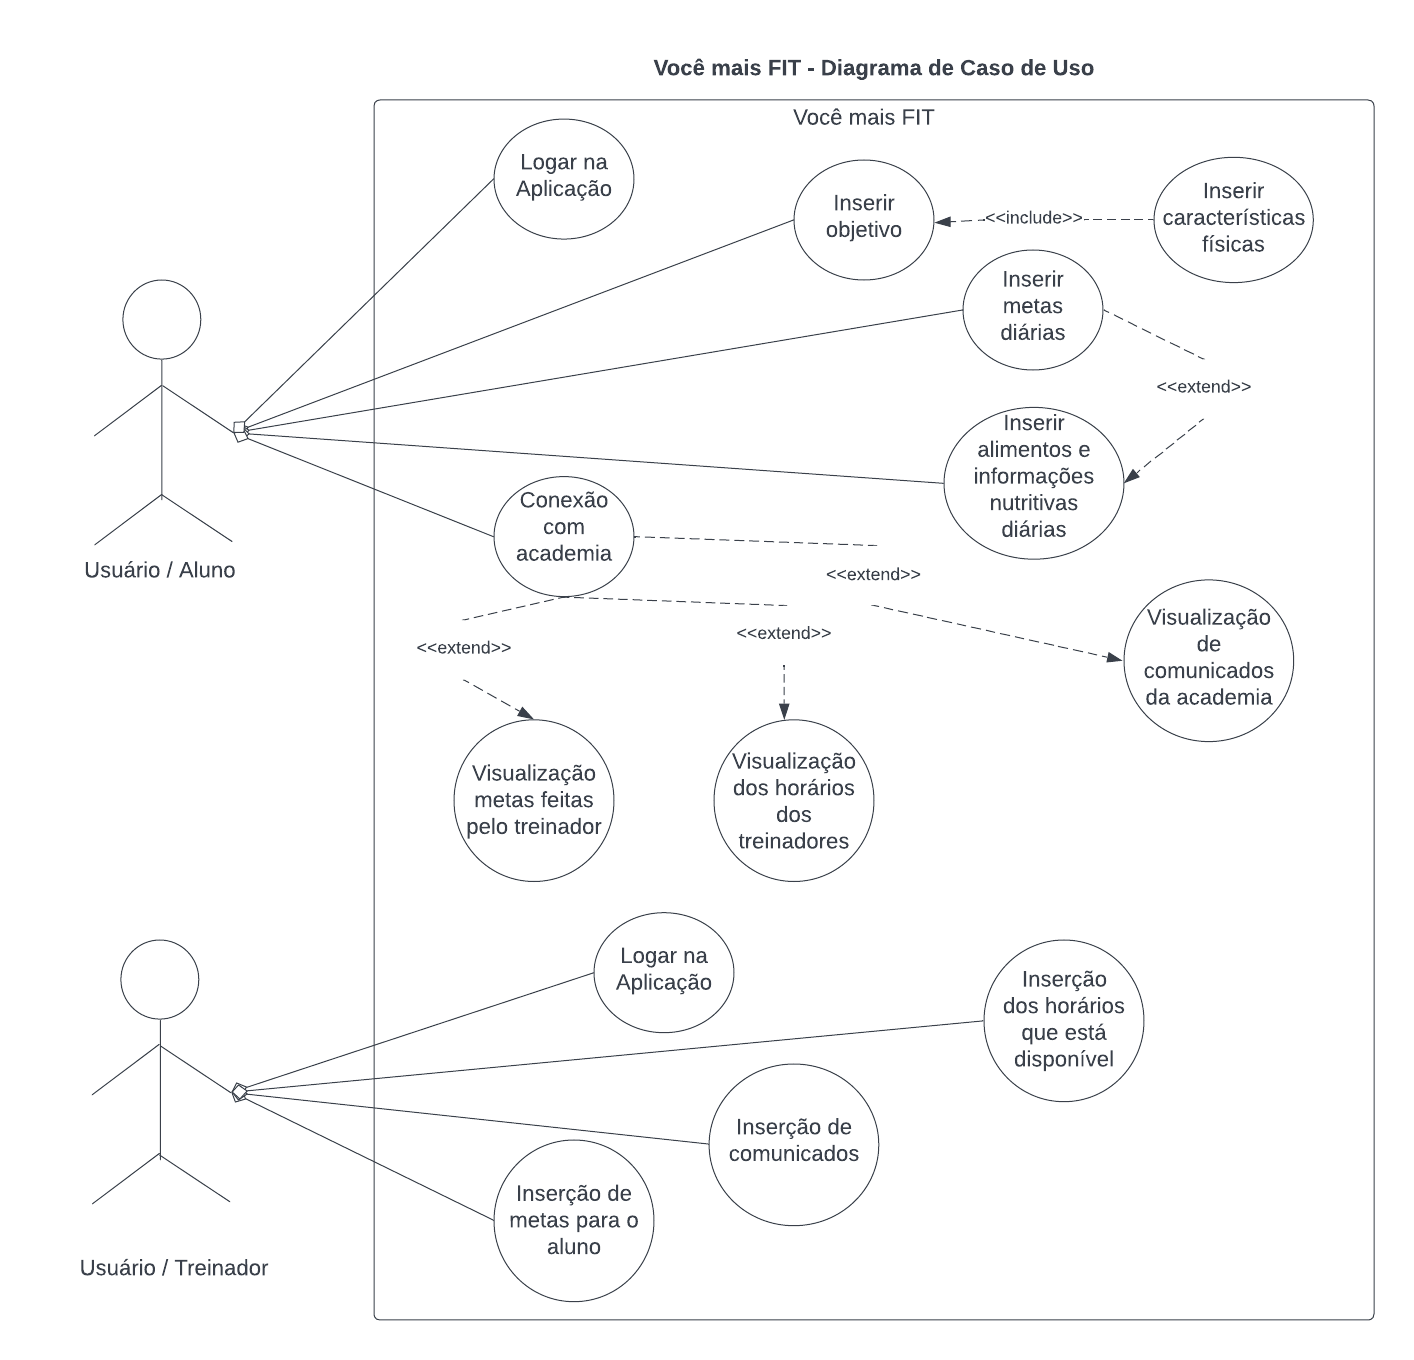 Você mais FIT - Diagrama de Caso de Uso
Você mais FIT
Logar na
Aplicação
Inserir
objetivo
<<include>>
Inserir
características
físicas
Inserir
metas
diárias
<<extend>>
Inserir
alimentos e
informações
nutritivas
diárias
Conexão
com
academia
Usuário / Aluno
<<extend>>
<<extend>>
<<extend>>
Visualização
de
comunicados
da academia
Visualização
metas feitas
pelo treinador
Visualização
dos horários
dos
treinadores
Logar na
Aplicação
Inserção
dos horários
que está
disponível
Inserção de
comunicados
Inserção de
metas para o
aluno
Usuário / Treinador